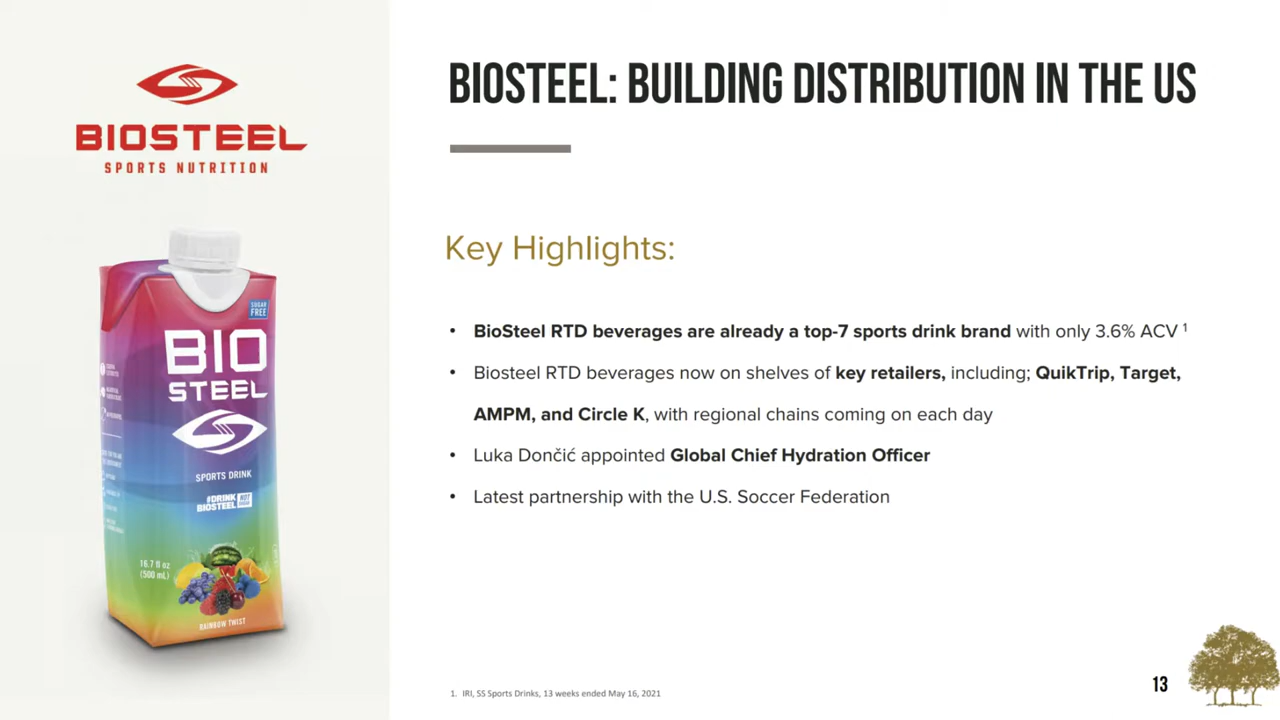 BIOSTEEL
SPORTS NUTRITION
SUGAR
FREE
BIO
STEEL
SPORTS DRINK
#DRINK
BIOSTEEL
16.7 fl oz
(500 mL)
RAINBOW TWIST
BIOSTEEL: BUILDING DISTRIBUTION IN THE US
Key Highlights:
• BioSteel RTD beverages are already a top-7 sports drink brand with only 3.6% ACV 1
• Biosteel RTD beverages now on shelves of key retailers, including; QuikTrip, Target,
AMPM, and Circle K, with regional chains coming on each day
• Luka Dončić appointed Global Chief Hydration Officer
• Latest partnership with the U.S. Soccer Federation
1. IRI, SS Sports Drinks, 13 weeks ended May 16, 2021
13